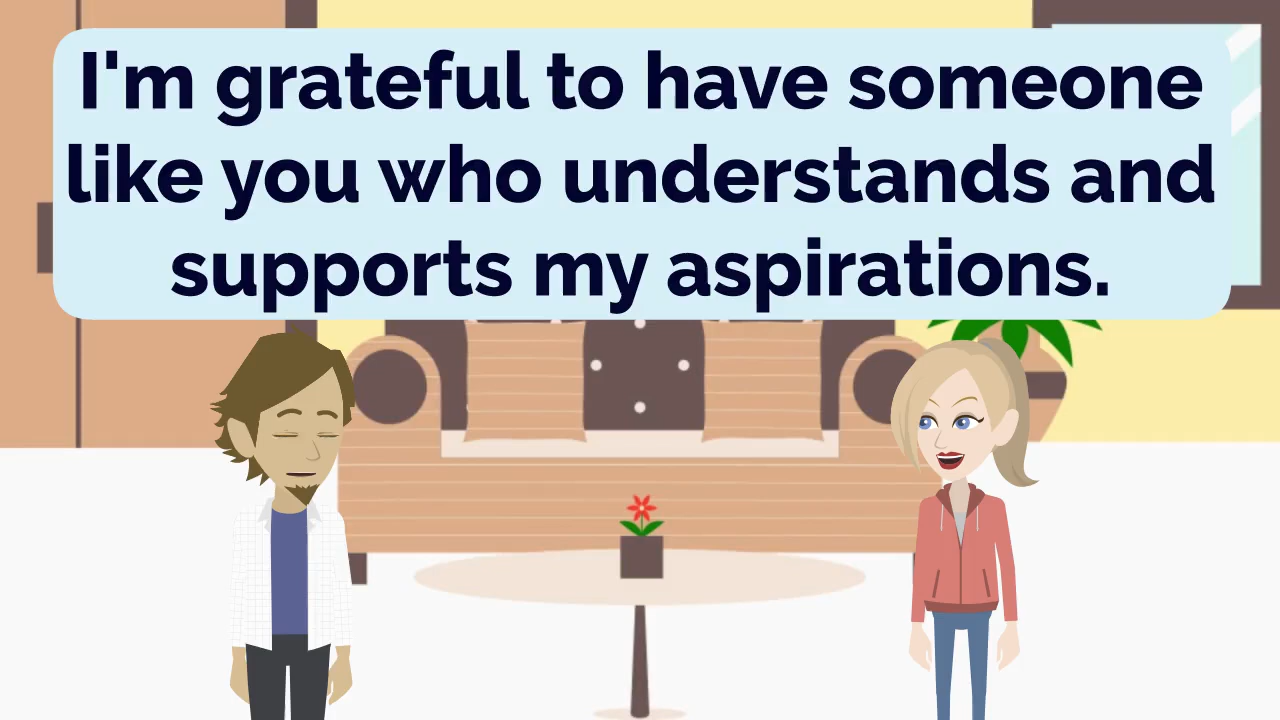 I'm grateful to have someone
like you who understands and
supports my aspirations.